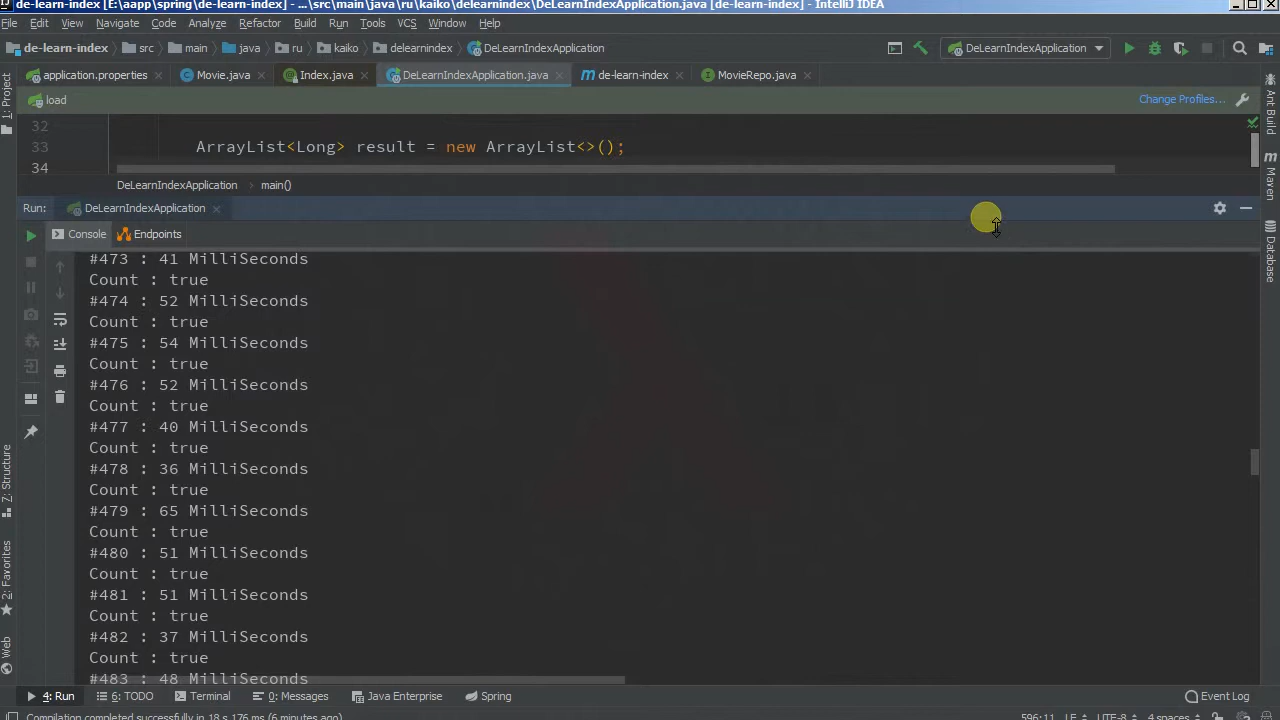 de-learn-index [E:\aapp\spring\de-learn-index] - ...\src\main\java\ru\kaiko\delearnindex\DeLearnIndexApplication.java [de-learn-index] - IntelliJ IDEA
File Edit View Navigate Code Analyze Refactor Build Run Tools VCS Window Help
de-learn-index src main java ru kaiko delearnindex DeLearnIndexApplication DeLearnIndexApplication
application.properties Movie.java Index.java DeLearnIndexApplication.java de-learn-index MovieRepo.java
load Change Profiles...
32
33 ArrayList<Long> result = new ArrayList<>();
34
DeLearnIndexApplication main()
Run: DeLearnIndexApplication
Console Endpoints
#473 : 41 MilliSeconds
Count : true
#474 : 52 MilliSeconds
Count : true
#475 : 54 MilliSeconds
Count : true
#476 : 52 MilliSeconds
Count : true
#477 : 40 MilliSeconds
Count : true
#478 : 36 MilliSeconds
Count : true
#479 : 65 MilliSeconds
Count : true
#480 : 51 MilliSeconds
Count : true
#481 : 51 MilliSeconds
Count : true
#482 : 37 MilliSeconds
Count : true
#483 : 48 MilliSeconds
1: Project
7: Structure
2: Favorites
Web
Ant Build
Maven
Database
4: Run 6: TODO Terminal 0: Messages Java Enterprise Spring Event Log
Compilation completed successfully in 18 s 176 ms (6 minutes ago) 596:11 LF UTF-8 4 spaces